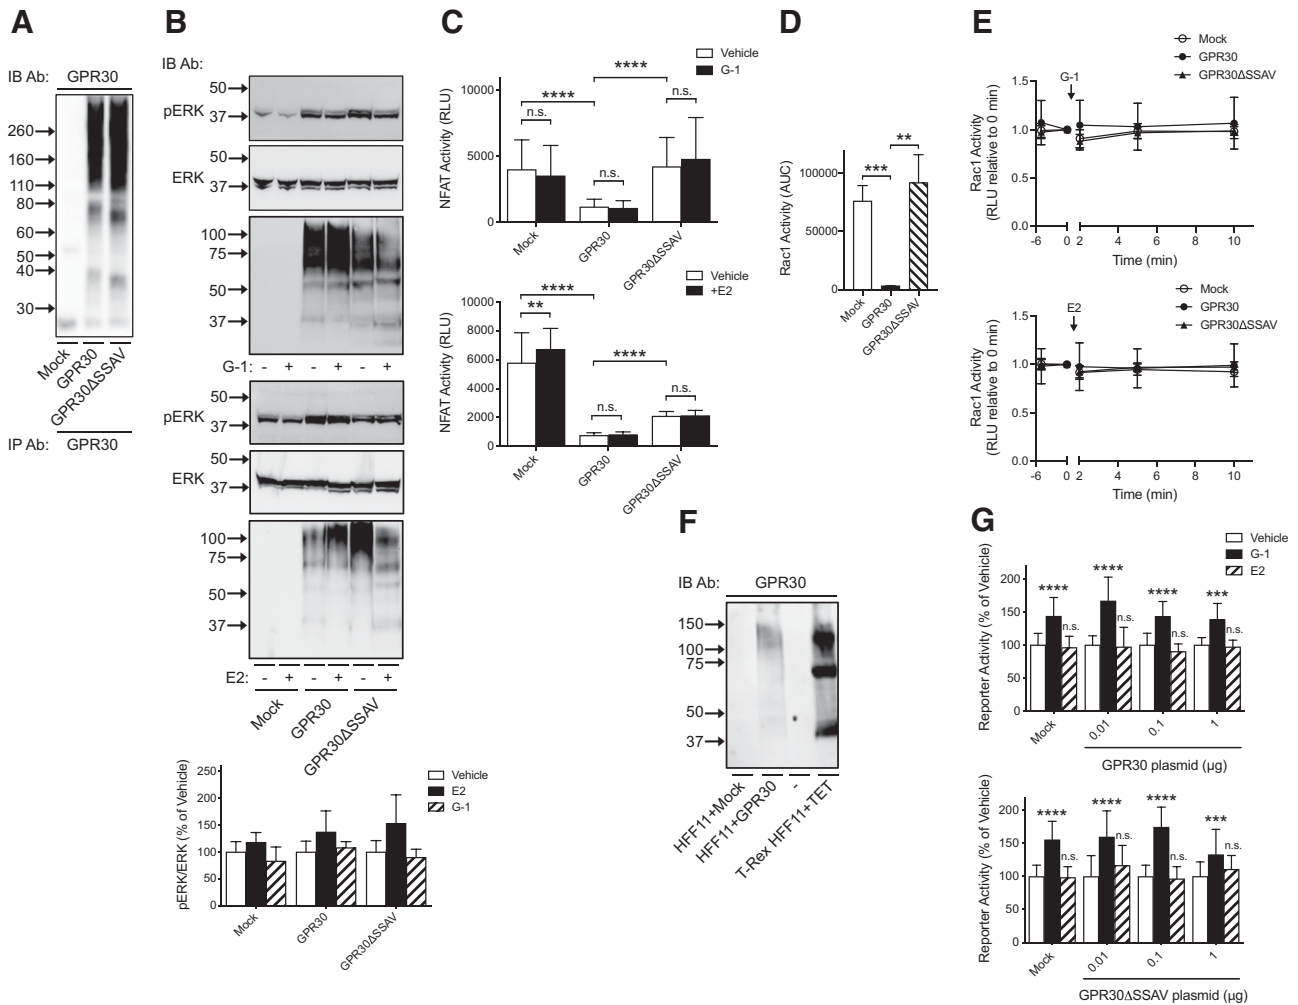 A
IB Ab:
GPR30
260
160
110
80
60
50
40
30
Mock
GPR30
GPR30ΔSSAV
IP Ab:
GPR30
B
IB Ab:
50
pERK
37
50
ERK
37
100
75
50
37
G-1: - + - + - +
50
pERK
37
50
ERK
37
100
75
50
37
E2: - + - + - +
Mock
GPR30
GPR30ΔSSAV
pERK/ERK (% of Vehicle)
250
200
150
100
50
0
Vehicle
E2
G-1
Mock
GPR30
GPR30ΔSSAV
C
Vehicle
G-1
NFAT Activity (RLU)
10000
5000
0
****
****
n.s.
n.s.
n.s.
Mock
GPR30
GPR30ΔSSAV
Vehicle
+E2
NFAT Activity (RLU)
10000
8000
6000
4000
2000
0
****
**
****
n.s.
n.s.
Mock
GPR30
GPR30ΔSSAV
D
Rac1 Activity (AUC)
100000
50000
0
***
**
Mock
GPR30
GPR30ΔSSAV
E
Mock
GPR30
GPR30ΔSSAV
G-1
Rac1 Activity
(RLU relative to 0 min)
1.5
1.0
0.5
0.0
-6 0 2 4 6 8 10
Time (min)
Mock
GPR30
GPR30ΔSSAV
E2
Rac1 Activity
(RLU relative to 0 min)
1.5
1.0
0.5
0.0
-6 0 2 4 6 8 10
Time (min)
F
IB Ab:
GPR30
150
100
75
50
37
HFF11+Mock
HFF11+GPR30
-
T-Rex HFF11+TET
G
Vehicle
G-1
E2
Reporter Activity (% of Vehicle)
200
150
100
50
0
**** **** **** ***
n.s. n.s. n.s. n.s.
Mock 0.01 0.1 1
GPR30 plasmid (µg)
Reporter Activity (% of Vehicle)
200
150
100
50
0
**** **** **** ***
n.s. n.s. n.s. n.s.
Mock 0.01 0.1 1
GPR30ΔSSAV plasmid (µg)